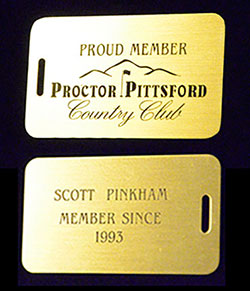 PROUD MEMBER
PROCTOR PITTSFORD
Country Club
SCOTT PINKHAM
MEMBER SINCE
1993